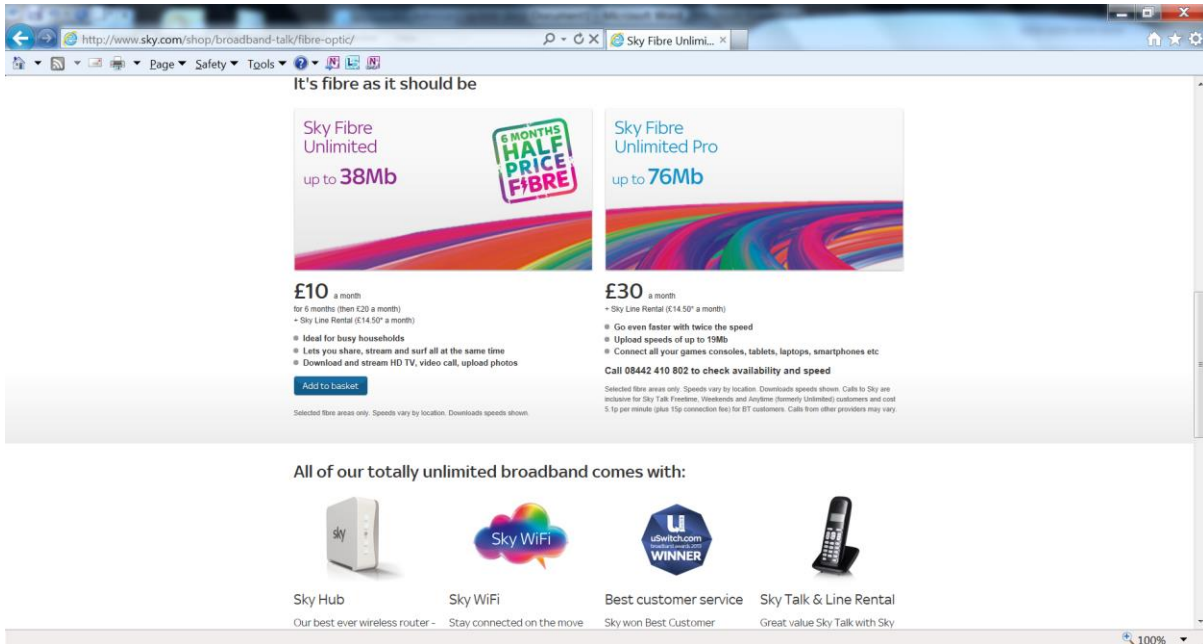 http://www.sky.com/shop/broadband-talk/fibre-optic/
Sky Fibre Unlimi...
Page Safety Tools
It's fibre as it should be
Sky Fibre
Unlimited
up to 38Mb
6 MONTHS
HALF
PRICE
FIBRE
Sky Fibre
Unlimited Pro
up to 76Mb
£10 a month
for 6 months (then £20 a month)
+ Sky Line Rental (£14.50* a month)
Ideal for busy households
Lets you share, stream and surf all at the same time
Download and stream HD TV, video call, upload photos
Add to basket
Selected fibre areas only. Speeds vary by location. Downloads speeds shown.
£30 a month
+ Sky Line Rental (£14.50* a month)
Go even faster with twice the speed
Upload speeds of up to 19Mb
Connect all your games consoles, tablets, laptops, smartphones etc
Call 08442 410 802 to check availability and speed
Selected fibre areas only. Speeds vary by location. Downloads speeds shown. Calls to Sky are
inclusive for Sky Talk Freetime, Weekends and Anytime (formerly Unlimited) customers and cost
5.1p per minute (plus 15p connection fee) for BT customers. Calls from other providers may vary.
All of our totally unlimited broadband comes with:
sky
Sky WiFi
u
uSwitch.com
broadband awards 2013
WINNER
Sky Hub
Our best ever wireless router -
Sky WiFi
Stay connected on the move
Best customer service
Sky won Best Customer
Sky Talk & Line Rental
Great value Sky Talk with Sky
100%